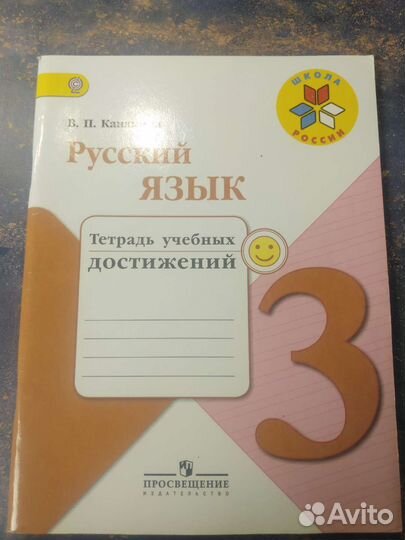 ШКОЛА
РОССИИ
В. П.
Русский
ЯЗЫК
Тетрадь учебных
достижений
3
ПРОСВЕЩЕНИЕ
ИЗДАТЕЛЬСТВО
Avito